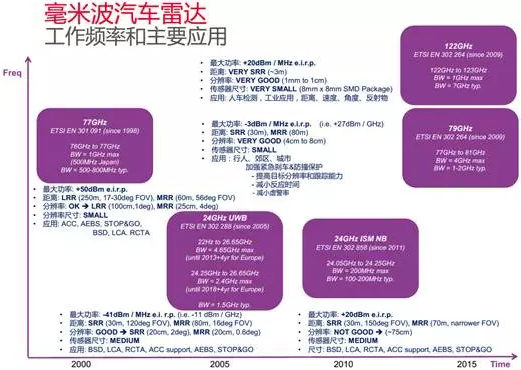 毫米波汽车雷达
工作频率和主要应用
Freq
122GHz
ETSI EN 302 264 (since 2009)
122GHz to 123GHz
BW = 1GHz max
BW = 7GHz typ.
最大功率: +20dBm / MHz e.i.r.p.
距离: VERY SRR (~3m)
分辨率: VERY GOOD (1mm to 1cm)
传感器尺寸: VERY SMALL (8mm x 8mm SMD Package)
应用: 人车检测，工业应用，距离、速度、角度、反射物
77GHz
ETSI EN 301 091 (since 1998)
76GHz to 77GHz
BW = 1GHz max
(500MHz Japan)
BW = 500-800MHz typ.
最大功率: -3dBm / MHz e.i.r.p. (i.e. +27dBm / GHz)
距离: SRR (30m), MRR (80m)
分辨率: VERY GOOD (4cm to 8cm)
传感器尺寸: SMALL
应用: 行人、郊区、城市
加强紧急刹车&防撞保护
- 提高目标分辨率和跟踪能力
- 减小反应时间
- 减小虚警率
79GHz
ETSI EN 302 264 (since 2009)
77GHz to 81GHz
BW = 4GHz max
BW = 1-2GHz typ.
最大功率: +50dBm e.i.r.p.
距离: LRR (250m, 17-30deg FOV), MRR (60m, 56deg FOV)
分辨率: OK ➔ LRR (100cm,1deg), MRR (25cm, 4deg)
分辨率尺寸: SMALL
应用: ACC, AEBS, STOP&GO,
BSD, LCA. RCTA
24GHz UWB
ETSI EN 302 288 (since 2005)
22Hz to 26.65GHz
BW = 4.65GHz max
(until 2013+4yr for Europe)
24.25GHz to 26.65GHz
BW = 2,4GHz max
(until 2018+4yr for Europe)
BW = 1,5GHz typ.
24GHz ISM NB
ETSI EN 302 858 (since 2011)
24.05GHz to 24.25GHz
BW = 200MHz max
BW = 100-200MHz typ.
最大功率: -41dBm / MHz e.i.r.p. (i.e. -11 dBm / GHz)
距离: SRR (30m, 120deg FOV), MRR (80m, 16deg FOV)
分辨率: GOOD ➔ SRR (20cm, 2deg), MRR (20cm, 0.6deg)
传感器尺寸: MEDIUM
应用: BSD, LCA, RCTA, ACC support, AEBS, STOP&GO
最大功率: +20dBm e.i.r.p.
距离: SRR (30m, 150deg FOV), MRR (70m, narrower FOV)
分辨率: NOT GOOD ➔ (~75cm)
传感器尺寸: MEDIUM
尺寸: BSD, LCA, RCTA, ACC support, AEBS, STOP&GO
2000
2005
2010
2015
Time